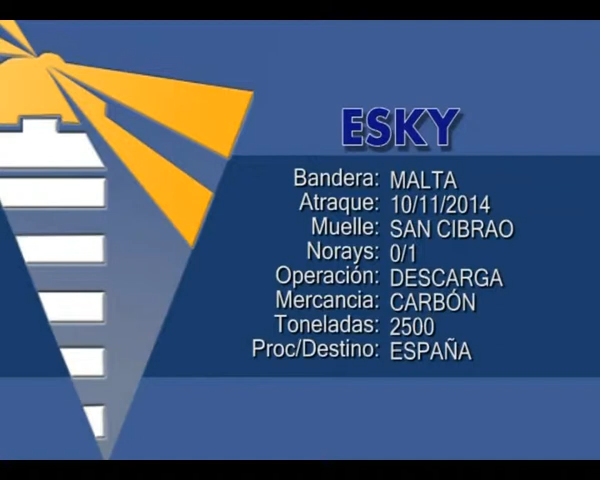 ESKY
Bandera: MALTA
Atraque: 10/11/2014
Muelle: SAN CIBRAO
Norays: 0/1
Operación: DESCARGA
Mercancia: CARBÓN
Toneladas: 2500
Proc/Destino: ESPAÑA